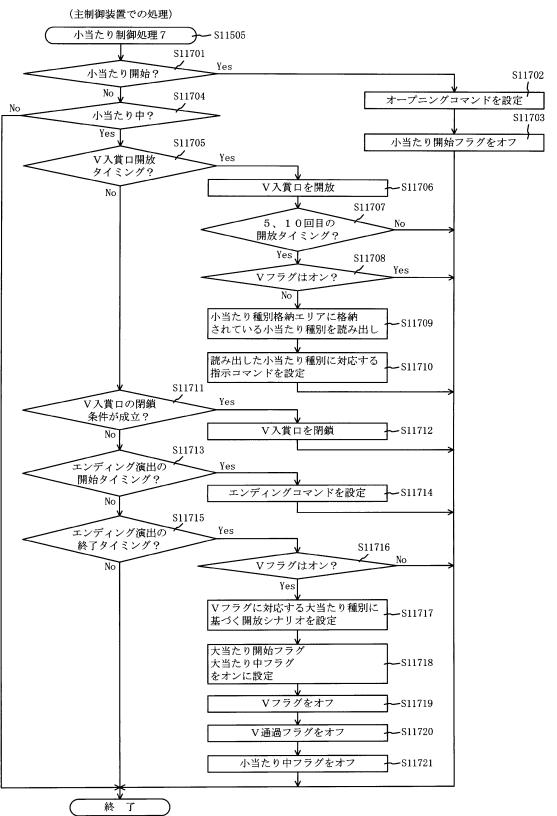 (主制御装置での処理)
小当たり制御処理7
S11505
S11701
小当たり開始?
Yes
No
S11702
オープニングコマンドを設定
S11703
小当たり開始フラグをオフ
S11704
小当たり中?
No
Yes
S11705
V入賞口開放
タイミング?
Yes
No
V入賞口を開放
S11706
S11707
5、10回目の
開放タイミング?
No
Yes
S11708
Vフラグはオン?
Yes
No
小当たり種別格納エリアに格納
されている小当たり種別を読み出し
S11709
読み出した小当たり種別に対応する
指示コマンドを設定
S11710
S11711
V入賞口の閉鎖
条件が成立?
Yes
No
V入賞口を閉鎖
S11712
S11713
エンディング演出の
開始タイミング?
Yes
No
エンディングコマンドを設定
S11714
S11715
エンディング演出の
終了タイミング?
Yes
No
S11716
Vフラグはオン?
No
Yes
Vフラグに対応する大当たり種別に
基づく開放シナリオを設定
S11717
大当たり開始フラグ
大当たり中フラグ
をオンに設定
S11718
Vフラグをオフ
S11719
V通過フラグをオフ
S11720
小当たり中フラグをオフ
S11721
終 了